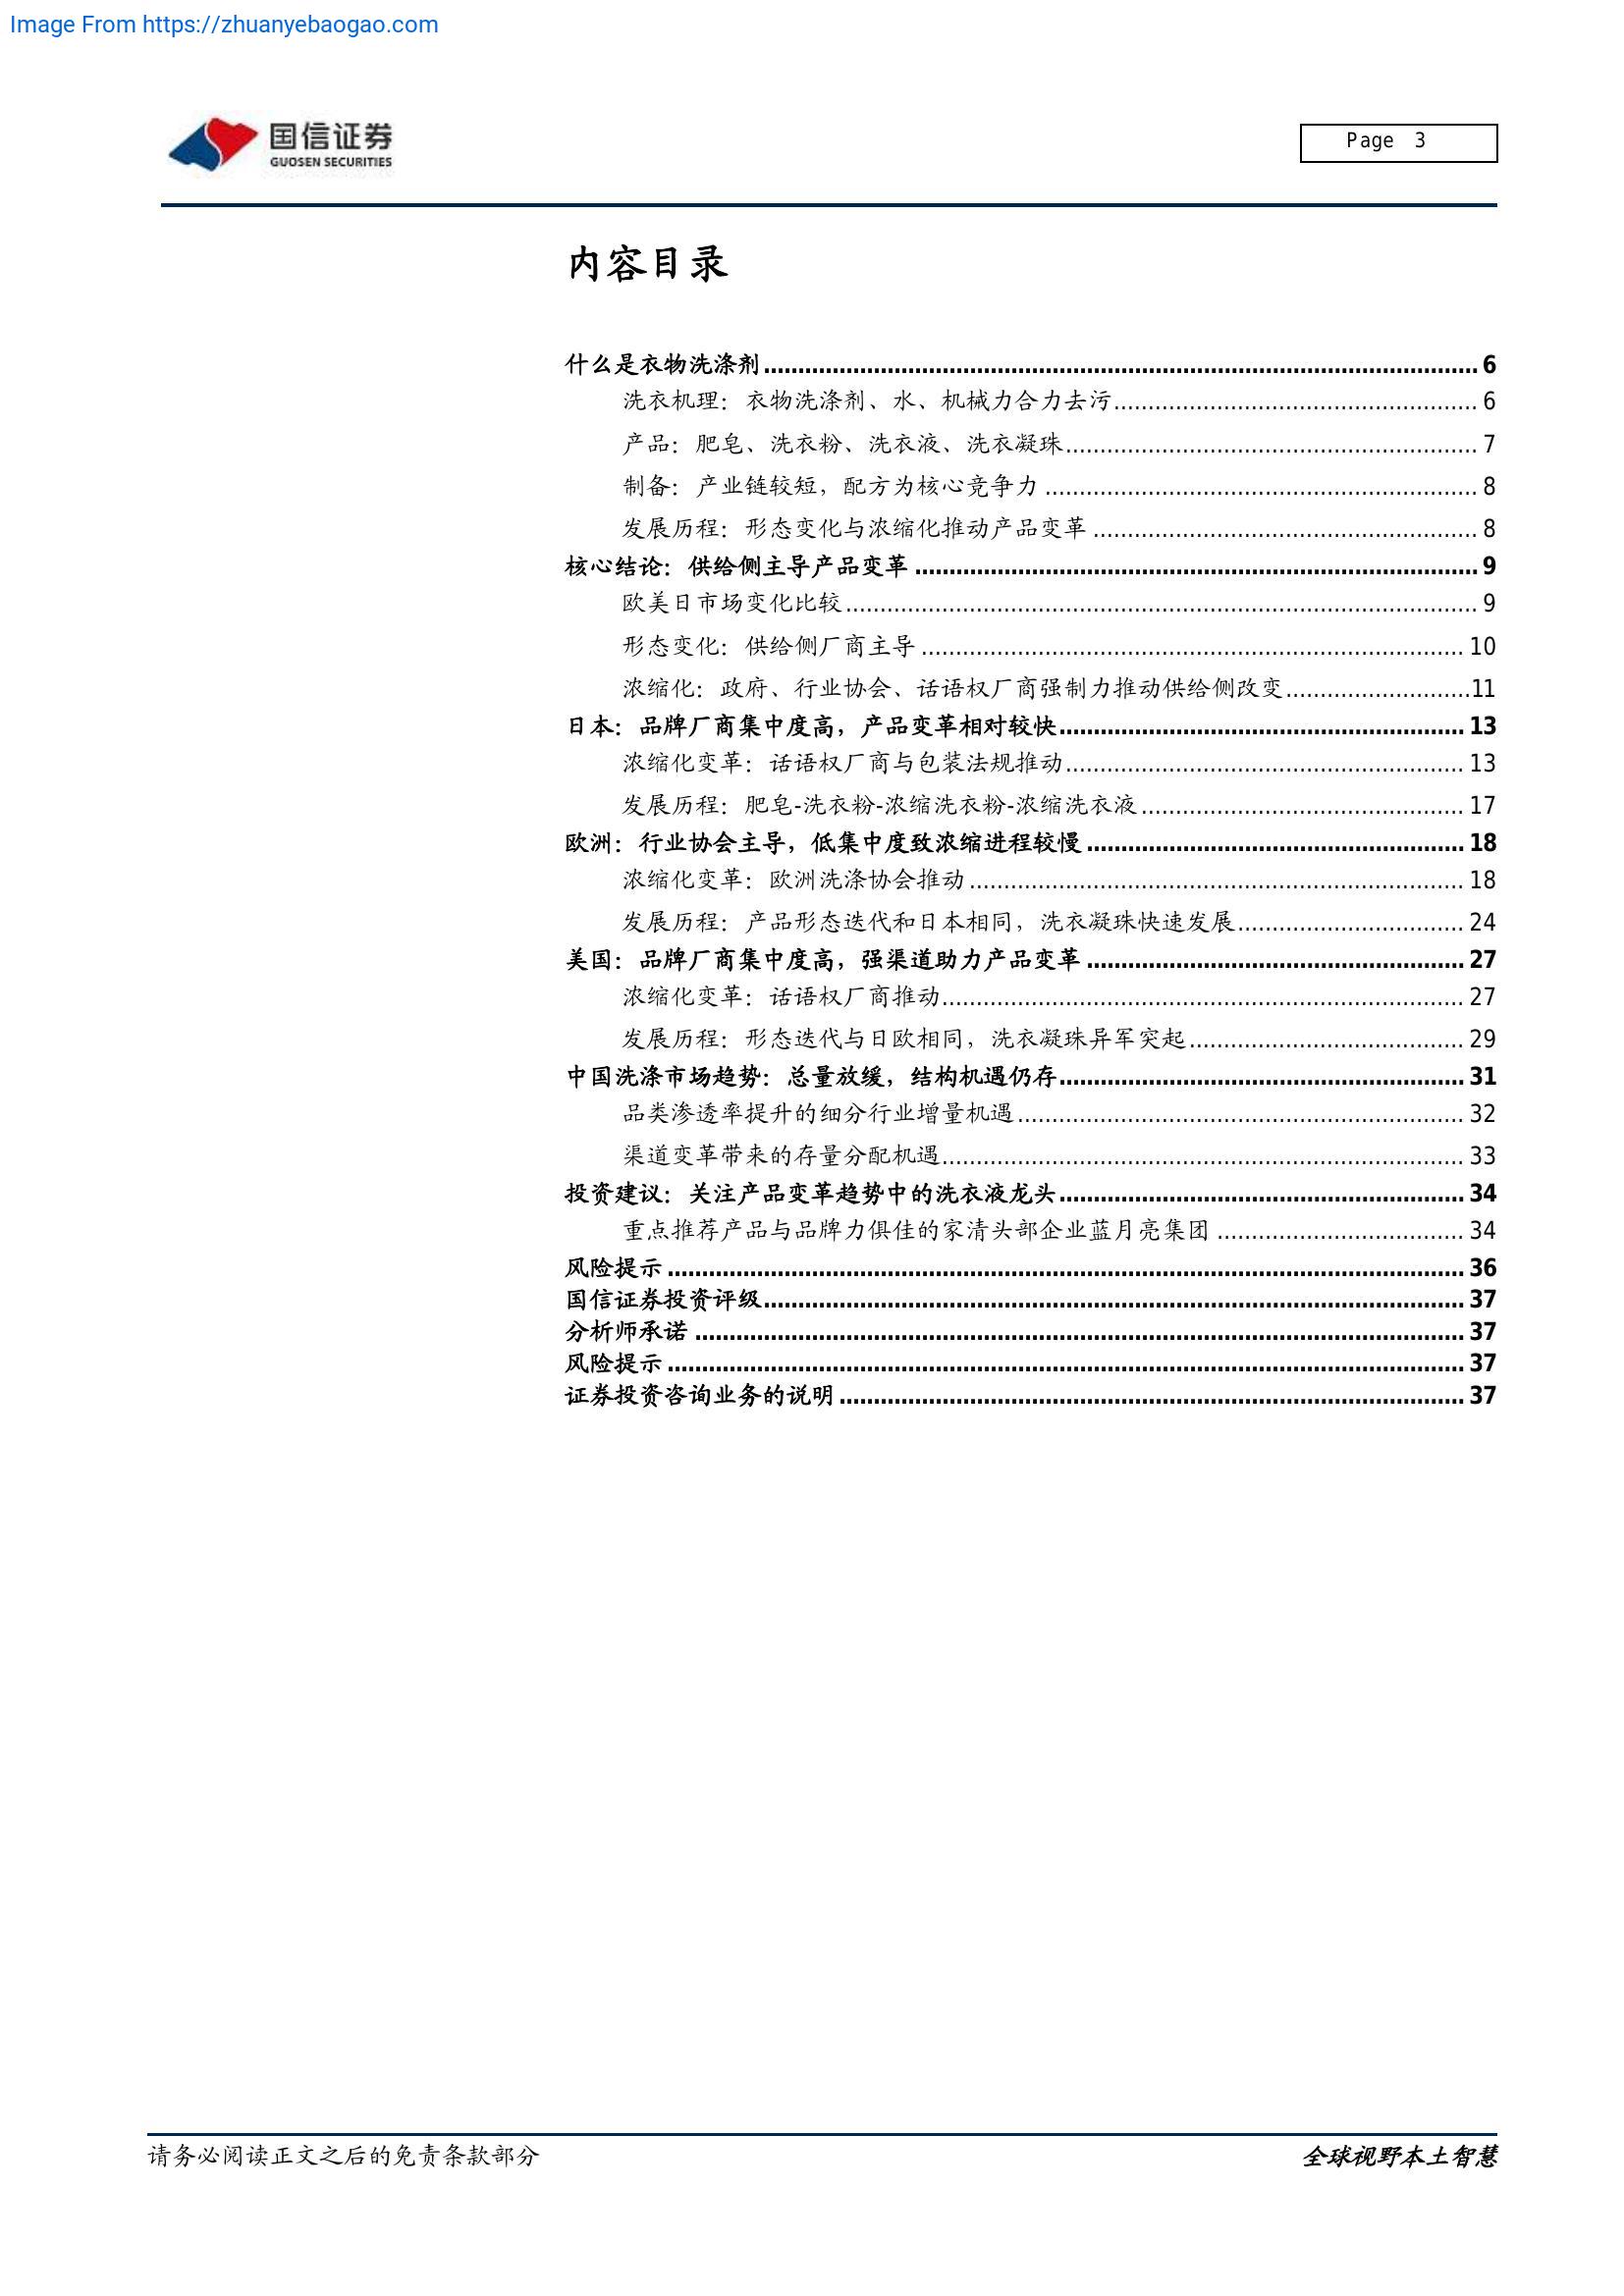 Image From https://zhuanyebaogao.com
国信证券
GUOSEN SECURITIES
Page 3
内容目录
什么是衣物洗涤剂 6
洗衣机理：衣物洗涤剂、水、机械力合力去污 6
产品：肥皂、洗衣粉、洗衣液、洗衣凝珠 7
制备：产业链较短，配方为核心竞争力 8
发展历程：形态变化与浓缩化推动产品变革 8
核心结论：供给侧主导产品变革 9
欧美日市场变化比较 9
形态变化：供给侧厂商主导 10
浓缩化：政府、行业协会、话语权厂商强制力推动供给侧改变 11
日本：品牌厂商集中度高，产品变革相对较快 13
浓缩化变革：话语权厂商与包装法规推动 13
发展历程：肥皂-洗衣粉-浓缩洗衣粉-浓缩洗衣液 17
欧洲：行业协会主导，低集中度致浓缩进程较慢 18
浓缩化变革：欧洲洗涤协会推动 18
发展历程：产品形态迭代和日本相同，洗衣凝珠快速发展 24
美国：品牌厂商集中度高，强渠道助力产品变革 27
浓缩化变革：话语权厂商推动 27
发展历程：形态迭代与日欧相同，洗衣凝珠异军突起 29
中国洗涤市场趋势：总量放缓，结构机遇仍存 31
品类渗透率提升的细分行业增量机遇 32
渠道变革带来的存量分配机遇 33
投资建议：关注产品变革趋势中的洗衣液龙头 34
重点推荐产品与品牌力俱佳的家清头部企业蓝月亮集团 34
风险提示 36
国信证券投资评级 37
分析师承诺 37
风险提示 37
证券投资咨询业务的说明 37
请务必阅读正文之后的免责条款部分
全球视野本土智慧